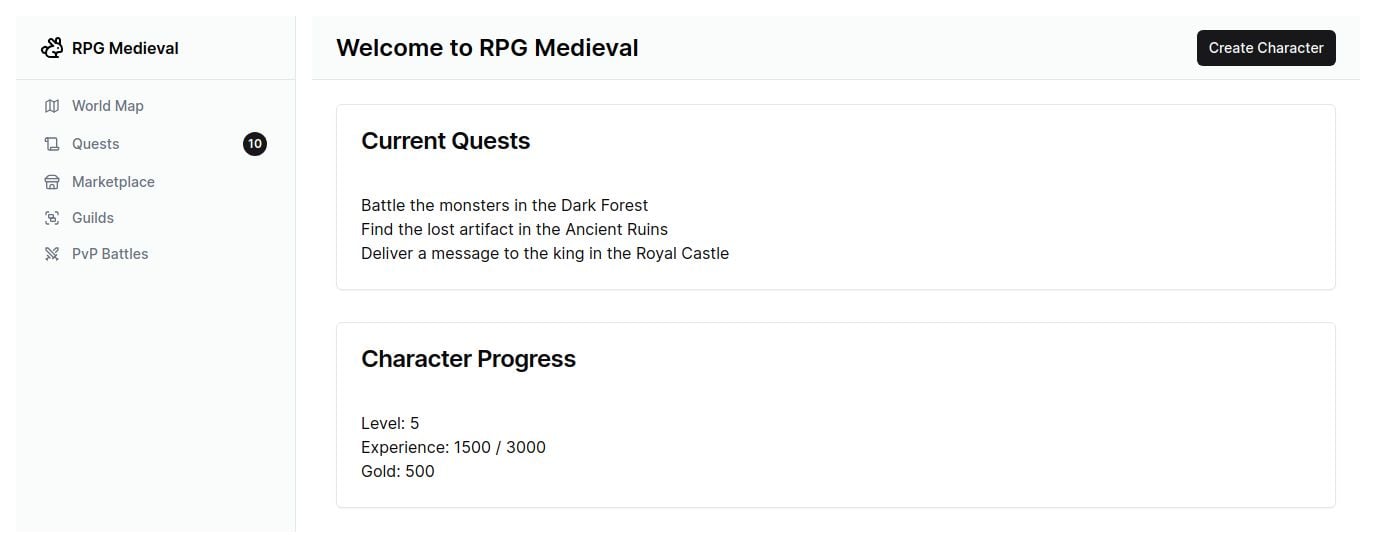 RPG Medieval
World Map
Quests 10
Marketplace
Guilds
PvP Battles
Welcome to RPG Medieval
Create Character
Current Quests
Battle the monsters in the Dark Forest
Find the lost artifact in the Ancient Ruins
Deliver a message to the king in the Royal Castle
Character Progress
Level: 5
Experience: 1500 / 3000
Gold: 500